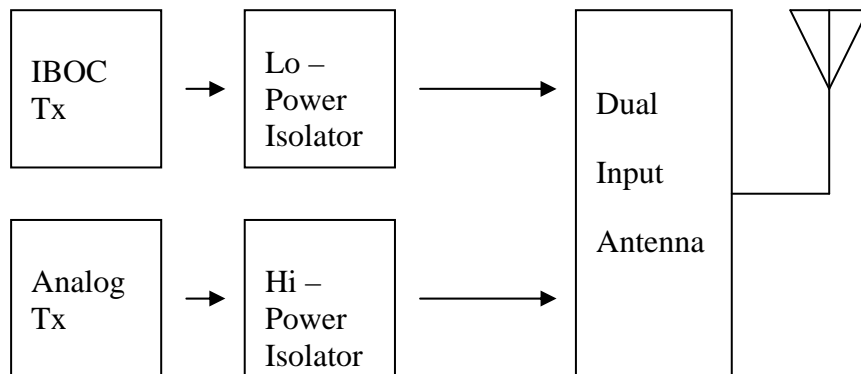 IBOC
Tx
Lo –
Power
Isolator
Dual
Input
Antenna
Analog
Tx
Hi –
Power
Isolator